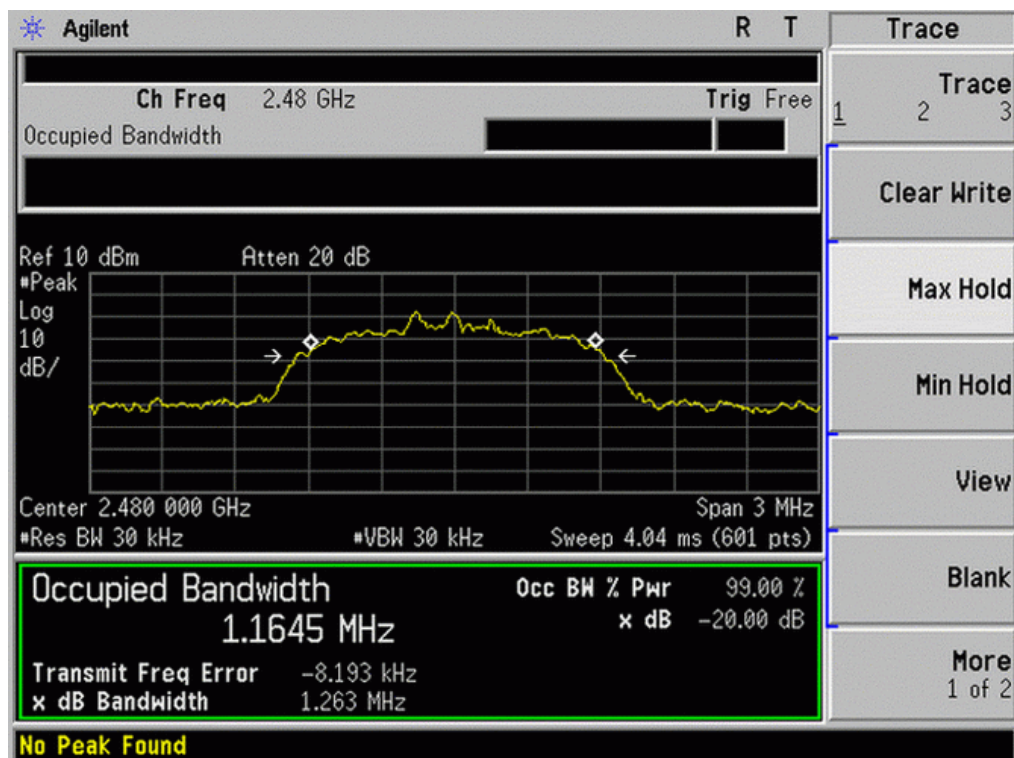 Agilent R T Trace
Ch Freq 2.48 GHz Trig Free
Occupied Bandwidth
Trace
1 2 3
Clear Write
Max Hold
Min Hold
View
Blank
More
1 of 2
Ref 10 dBm Atten 20 dB
#Peak
Log
10
dB/
Center 2.480 000 GHz Span 3 MHz
#Res BW 30 kHz #VBW 30 kHz Sweep 4.04 ms (601 pts)
Occupied Bandwidth Occ BW % Pwr 99.00 %
1.1645 MHz x dB -20.00 dB
Transmit Freq Error -8.193 kHz
x dB Bandwidth 1.263 MHz
No Peak Found